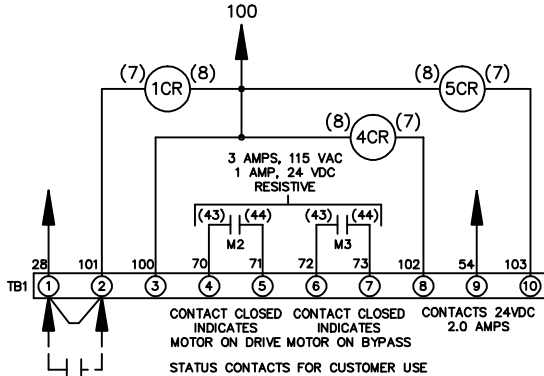 100
(7) 1CR (8) (8) 5CR (7)
(8) 4CR (7)
3 AMPS, 115 VAC
1 AMP, 24 VDC
RESISTIVE
(43) (44) (43) (44)
M2 M3
28 101 100 70 71 72 73 102 54 103
TB1 1 2 3 4 5 6 7 8 9 10
CONTACT CLOSED CONTACT CLOSED CONTACTS 24VDC
INDICATES INDICATES 2.0 AMPS
MOTOR ON DRIVE MOTOR ON BYPASS
STATUS CONTACTS FOR CUSTOMER USE